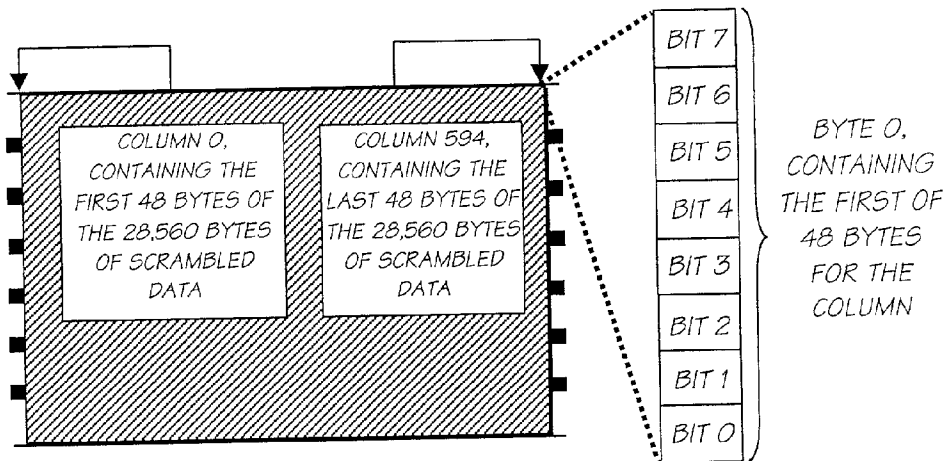 COLUMN 0,
CONTAINING THE
FIRST 48 BYTES OF
THE 28,560 BYTES
OF SCRAMBLED
DATA
COLUMN 594,
CONTAINING THE
LAST 48 BYTES OF
THE 28,560 BYTES
OF SCRAMBLED
DATA
BIT 7
BIT 6
BIT 5
BIT 4
BIT 3
BIT 2
BIT 1
BIT 0
BYTE 0,
CONTAINING
THE FIRST OF
48 BYTES
FOR THE
COLUMN